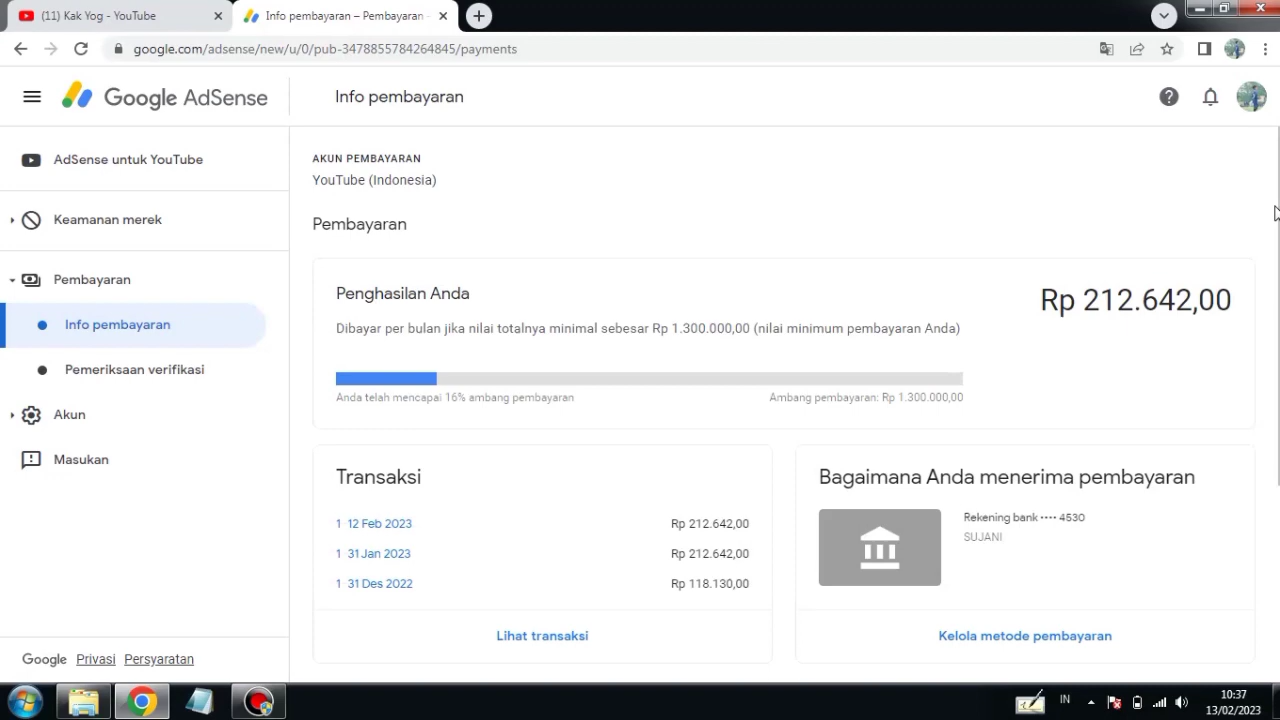 (11) Kak Yog - YouTube
Info pembayaran – Pembayaran -
google.com/adsense/new/u/0/pub-3478855784264845/payments
Google AdSense
Info pembayaran
AdSense untuk YouTube
Keamanan merek
Pembayaran
Info pembayaran
Pemeriksaan verifikasi
Akun
Masukan
Google Privasi Persyaratan
AKUN PEMBAYARAN
YouTube (Indonesia)
Pembayaran
Penghasilan Anda
Rp 212.642,00
Dibayar per bulan jika nilai totalnya minimal sebesar Rp 1.300.000,00 (nilai minimum pembayaran Anda)
Anda telah mencapai 16% ambang pembayaran
Ambang pembayaran: Rp 1.300.000,00
Transaksi
1 12 Feb 2023 Rp 212.642,00
1 31 Jan 2023 Rp 212.642,00
1 31 Des 2022 Rp 118.130,00
Lihat transaksi
Bagaimana Anda menerima pembayaran
Rekening bank •••• 4530
SUJANI
Kelola metode pembayaran
IN
10:37
13/02/2023